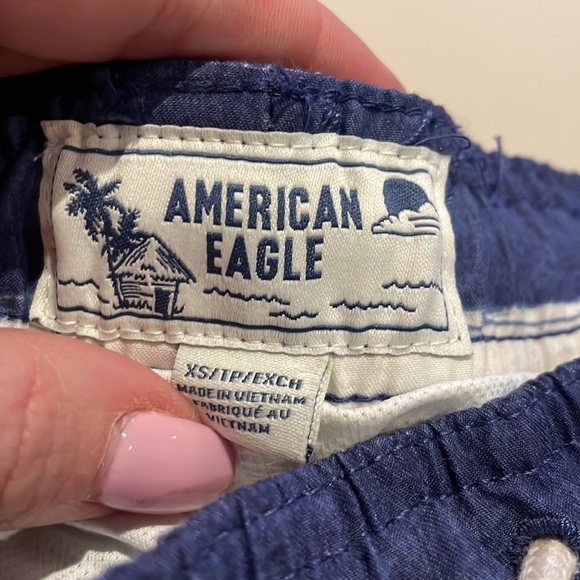 AMERICAN
EAGLE
XS/TP/EXCH
MADE IN VIETNAM
FABRIQUÉ AU
VIETNAM